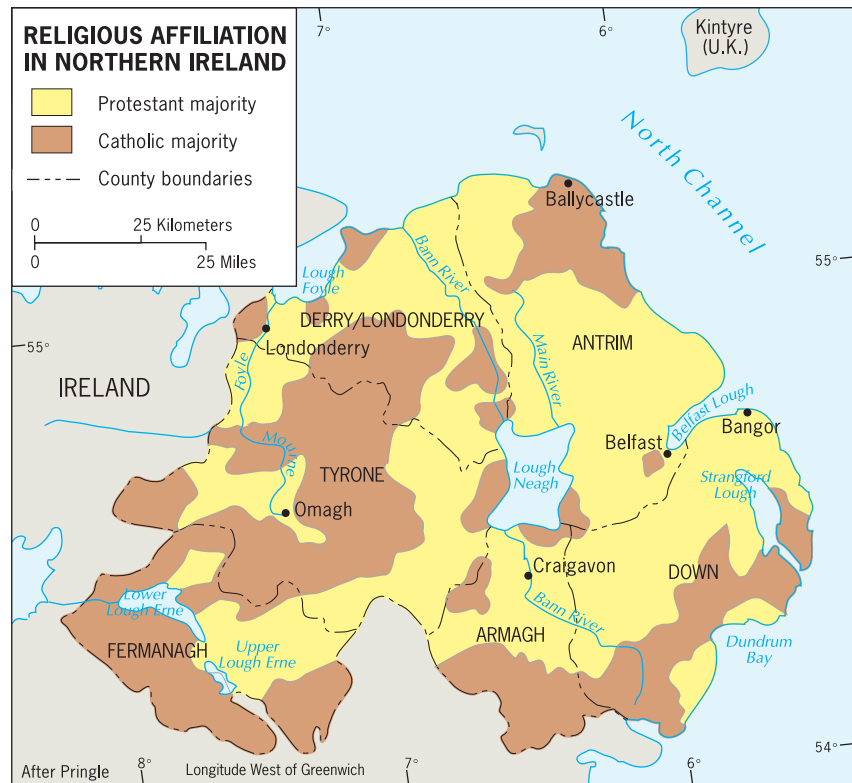 RELIGIOUS AFFILIATION
IN NORTHERN IRELAND
Protestant majority
Catholic majority
County boundaries
0 25 Kilometers
0 25 Miles
7°
6°
Kintyre
(U.K.)
North Channel
Ballycastle
55°
Lough
Foyle
Bann River
DERRY/LONDONDERRY
Londonderry
55°
Main River
ANTRIM
IRELAND
Foyle
Belfast Lough
Bangor
Belfast
Mourne
TYRONE
Lough
Neagh
Strangford
Lough
Omagh
Craigavon
DOWN
Lower
Lough Erne
Bann River
ARMAGH
FERMANAGH
Upper
Lough Erne
Dundrum
Bay
54°
After Pringle
8°
Longitude West of Greenwich
7°
6°